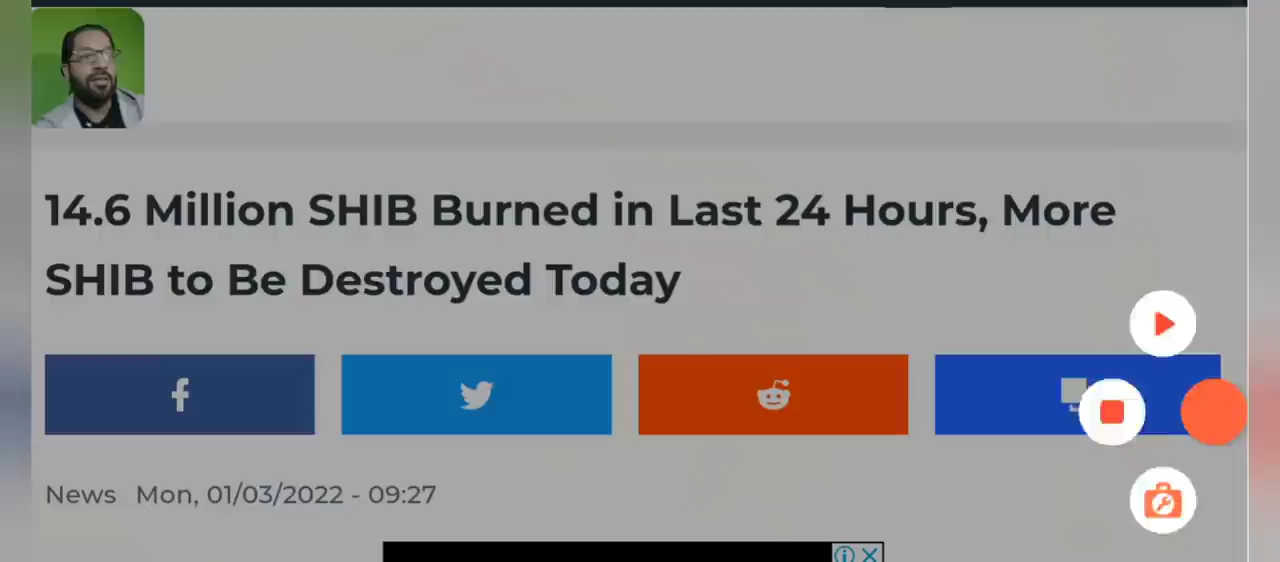 14.6 Million SHIB Burned in Last 24 Hours, More
SHIB to Be Destroyed Today
News Mon, 01/03/2022 - 09:27